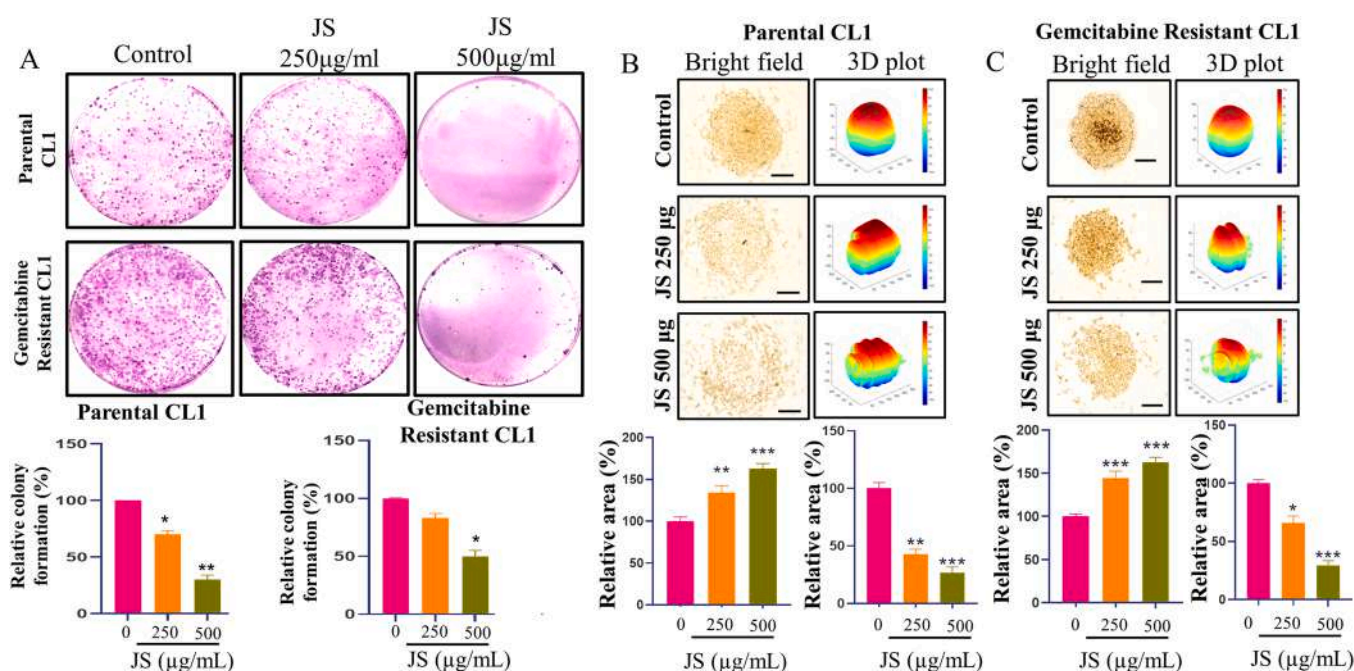 A
Control
JS
250µg/ml
JS
500µg/ml
Parental
CL1
Gemcitabine
Resistant CL1
Parental CL1
Relative colony
formation (%)
150
100
50
0
0
250
500
JS (µg/mL)
*
**
Gemcitabine
Resistant CL1
Relative colony
formation (%)
150
100
50
0
0
250
500
JS (µg/mL)
*
B
Parental CL1
Bright field
3D plot
Control
JS 250 µg
JS 500 µg
Relative area (%)
200
150
100
50
0
**
***
0
250
500
JS (µg/mL)
Relative area (%)
150
100
50
0
**
***
0
250
500
JS (µg/mL)
C
Gemcitabine Resistant CL1
Bright field
3D plot
Control
JS 250 µg
JS 500 µg
Relative area (%)
200
150
100
50
0
***
***
0
250
500
JS (µg/mL)
Relative area (%)
150
100
50
0
*
***
0
250
500
JS (µg/mL)